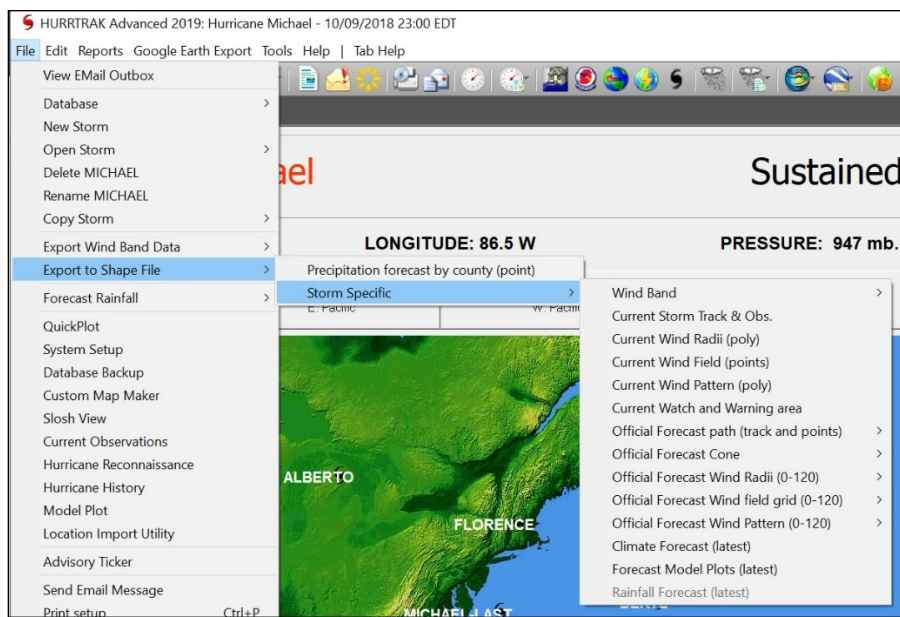 HURRTRAK Advanced 2019: Hurricane Michael - 10/09/2018 23:00 EDT
File Edit Reports Google Earth Export Tools Help | Tab Help
View EMail Outbox
Database
New Storm
Open Storm
Delete MICHAEL
Rename MICHAEL
Copy Storm
Export Wind Band Data
Export to Shape File
Forecast Rainfall
QuickPlot
System Setup
Database Backup
Custom Map Maker
Slosh View
Current Observations
Hurricane Reconnaissance
Hurricane History
Model Plot
Location Import Utility
Advisory Ticker
Send Email Message
Print setup Ctrl+P
ael
Sustained
LONGITUDE: 86.5 W
PRESSURE: 947 mb.
Precipitation forecast by county (point)
Storm Specific
E. Pacific
Wind Band
Current Storm Track & Obs.
Current Wind Radii (poly)
Current Wind Field (points)
Current Wind Pattern (poly)
Current Watch and Warning area
Official Forecast path (track and points)
Official Forecast Cone
Official Forecast Wind Radii (0-120)
Official Forecast Wind field grid (0-120)
Official Forecast Wind Pattern (0-120)
Climate Forecast (latest)
Forecast Model Plots (latest)
Rainfall Forecast (latest)
ALBERTO
FLORENCE
MICHAEL-LAST